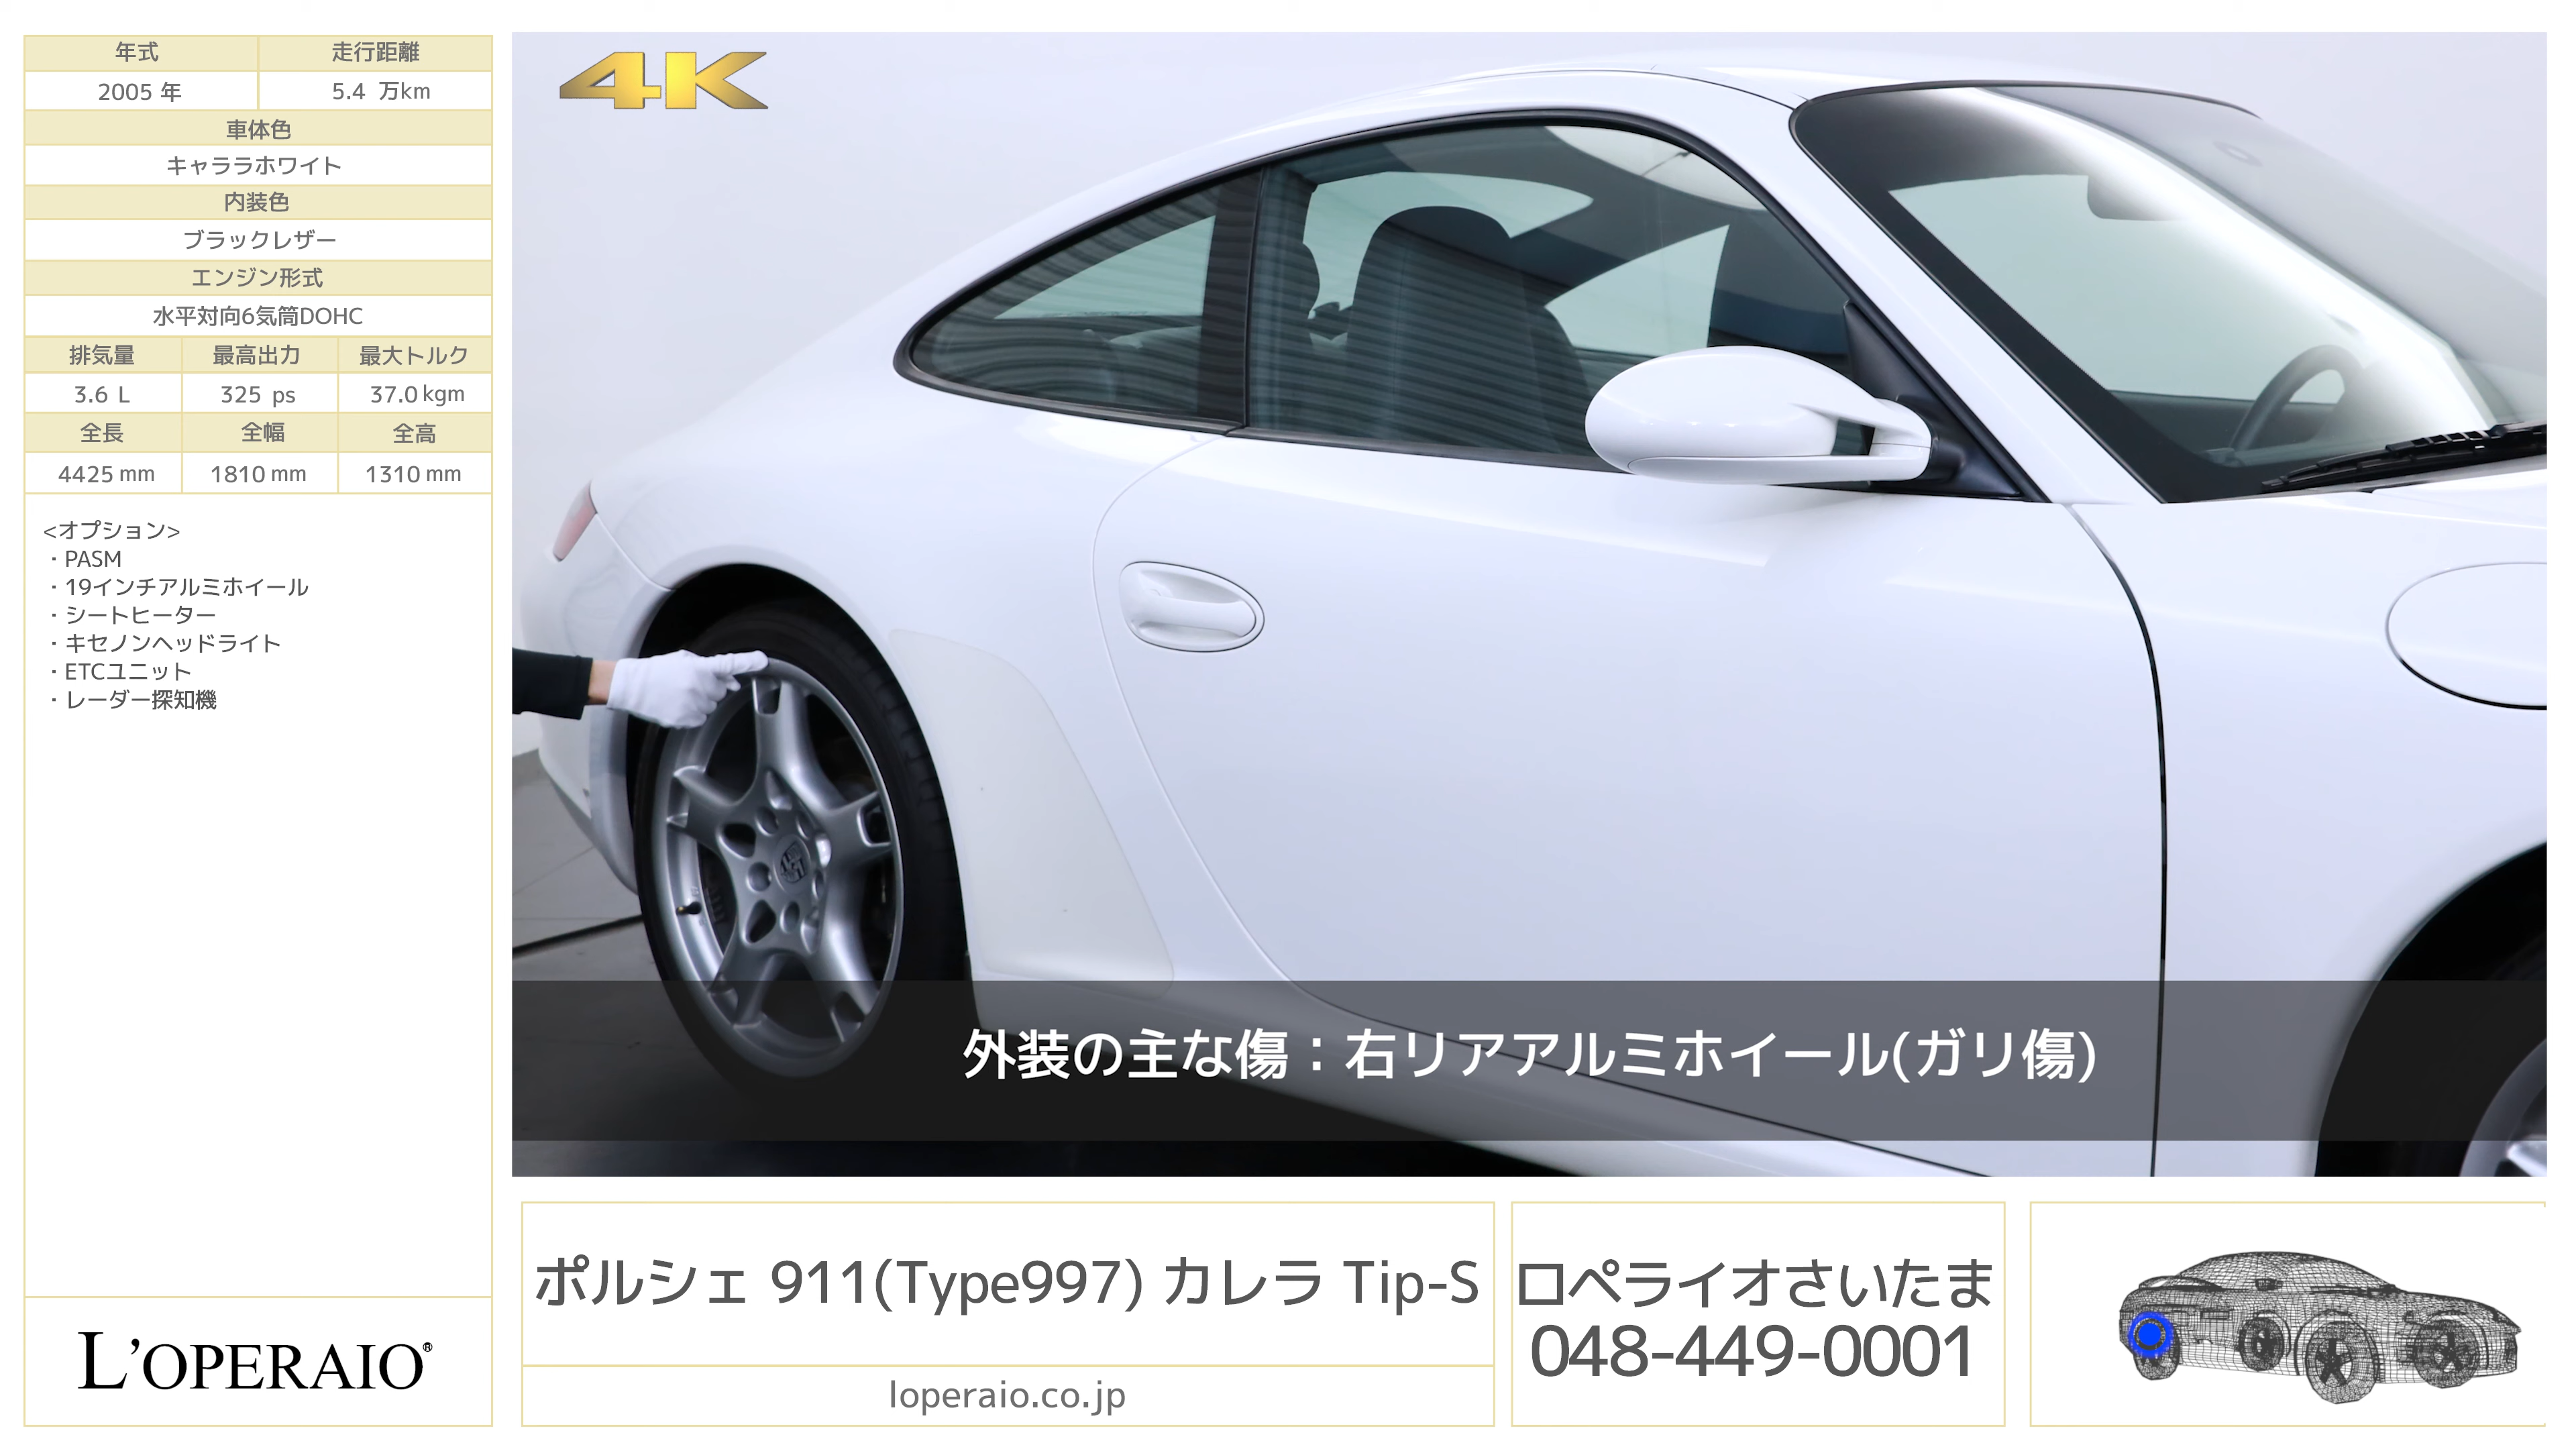 年式 走行距離
2005 年 5.4 万km
車体色
キャララホワイト
内装色
ブラックレザー
エンジン形式
水平対向6気筒DOHC
排気量 最高出力 最大トルク
3.6 L 325 ps 37.0 kgm
全長 全幅 全高
4425 mm 1810 mm 1310 mm
<オプション>
・PASM
・19インチアルミホイール
・シートヒーター
・キセノンヘッドライト
・ETCユニット
・レーダー探知機
L'OPERAIO®
4K
外装の主な傷：右リアアルミホイール(ガリ傷)
ポルシェ 911(Type997) カレラ Tip-S
loperaio.co.jp
ロペライオさいたま
048-449-0001